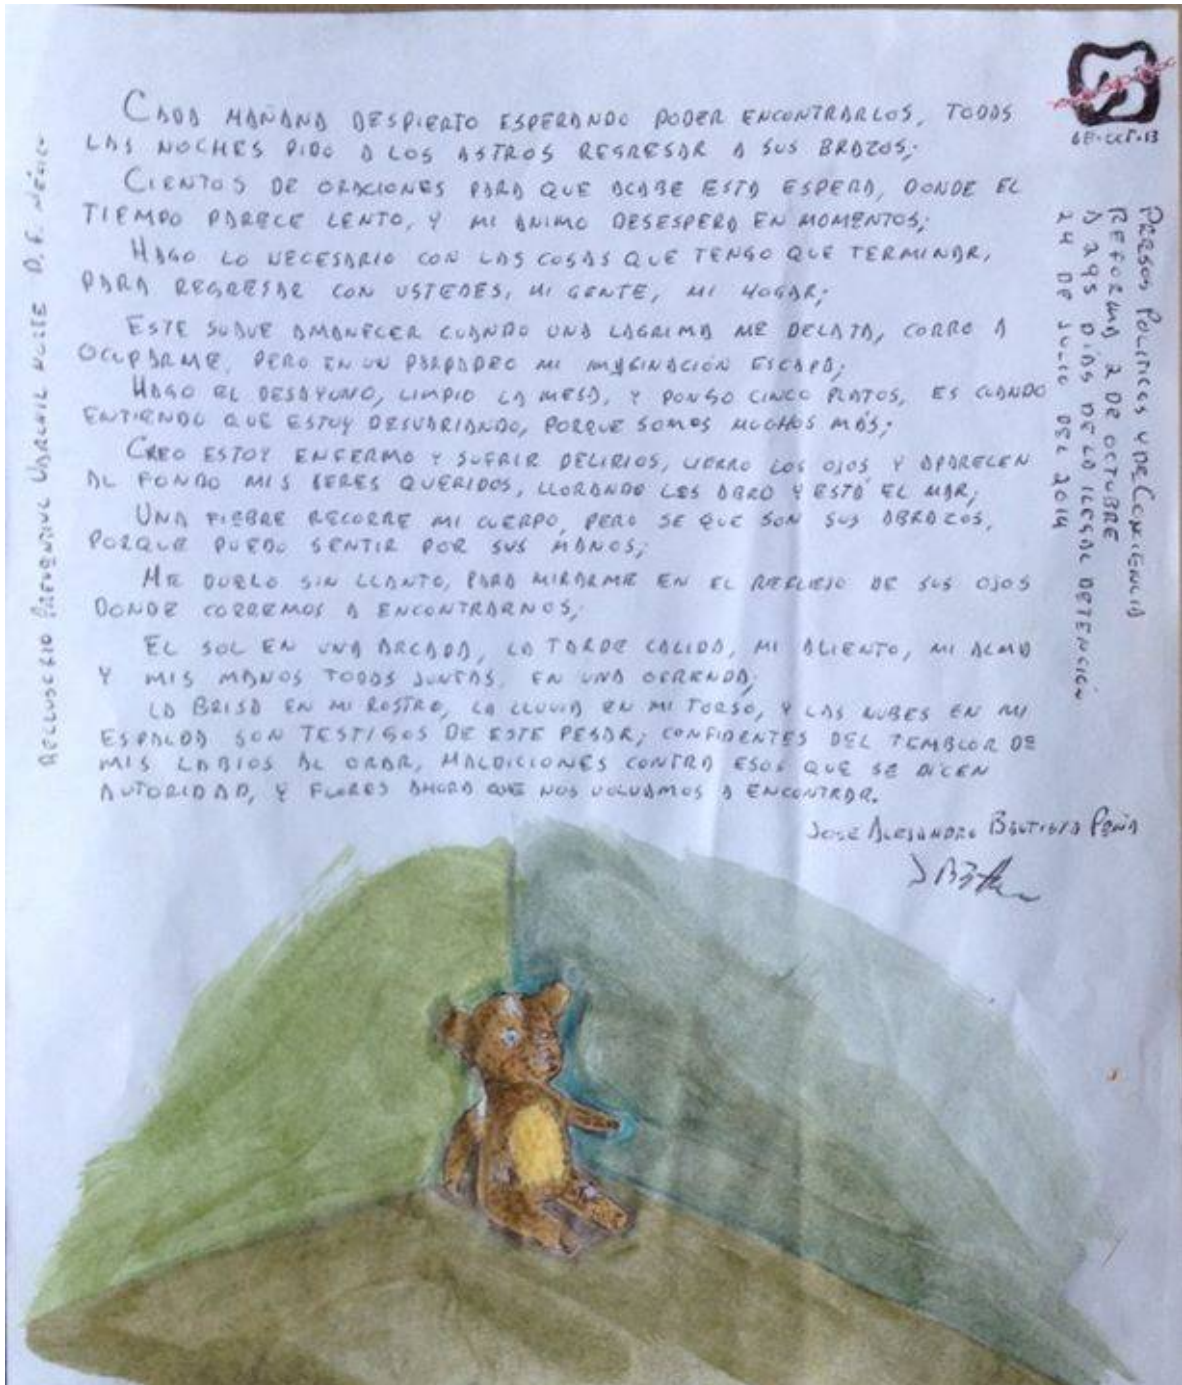 CADA MAÑANA DESPIERTO ESPERANDO PODER ENCONTRARLOS, TODAS
LAS NOCHES PIDO A LOS ASTROS REGRESAR A SUS BRAZOS;
CIENTOS DE ORACIONES PARA QUE ACABE ESTA ESPERA, DONDE EL
TIEMPO PARECE LENTO, Y MI ANIMO DESESPERA EN MOMENTOS;
HAGO LO NECESARIO CON LAS COSAS QUE TENGO QUE TERMINAR,
PARA REGRESAR CON USTEDES, MI GENTE, MI HOGAR;
ESTE SUAVE AMANECER CUANDO UNA LAGRIMA ME DELATA, CORRO A
OCUPARME, PERO EN UN PARPADEO MI IMAGINACIÓN ESCAPA;
HAGO EL DESAYUNO, LIMPIO LA MESA, Y PONGO CINCO PLATOS, ES CUANDO
ENTIENDO QUE ESTOY DESVARIANDO, PORQUE SOMOS MUCHOS MÁS;
CREO ESTOY ENFERMO Y SUFRIR DELIRIOS, CIERRO LOS OJOS Y APARECEN
AL FONDO MIS SERES QUERIDOS, LLORANDO LOS ABRO Y ESTÁ EL MAR;
UNA FIEBRE RECORRE MI CUERPO, PERO SE QUE SON SUS ABRAZOS,
PORQUE PUEDO SENTIR POR SUS MANOS;
ME DUELO SIN LLANTO, PARA MIRARME EN EL REFLEJO DE SUS OJOS
DONDE CORREMOS A ENCONTRARNOS;
EL SOL EN UNA ARCADA, LA TARDE CALIDA, MI ALIENTO, MI ALMA
Y MIS MANOS TODAS JUNTAS, EN UNA OFRENDA;
LA BRISA EN MI ROSTRO, LA LLUVIA EN MI TORSO, Y LAS NUBES EN MI
ESPALDA SON TESTIGOS DE ESTE PESAR; CONFIDENTES DEL TEMBLOR DE
MIS LABIOS AL ORAR, MALDICIONES CONTRA ESOS QUE SE DICEN
AUTORIDAD, Y FLORES AHORA QUE NOS VOLVAMOS A ENCONTRAR.
JOSE ALEJANDRO BAUTISTA PEÑA
68·OCT·13
PRESOS POLITICOS Y DE CONCIENCIA
REFORMA 2 DE OCTUBRE
A 295 DIAS DE LA ILEGAL DETENCIÓN
24 DE JULIO DEL 2014
RECLUSORIO PREVENTIVO VARONIL NORTE D.F. México